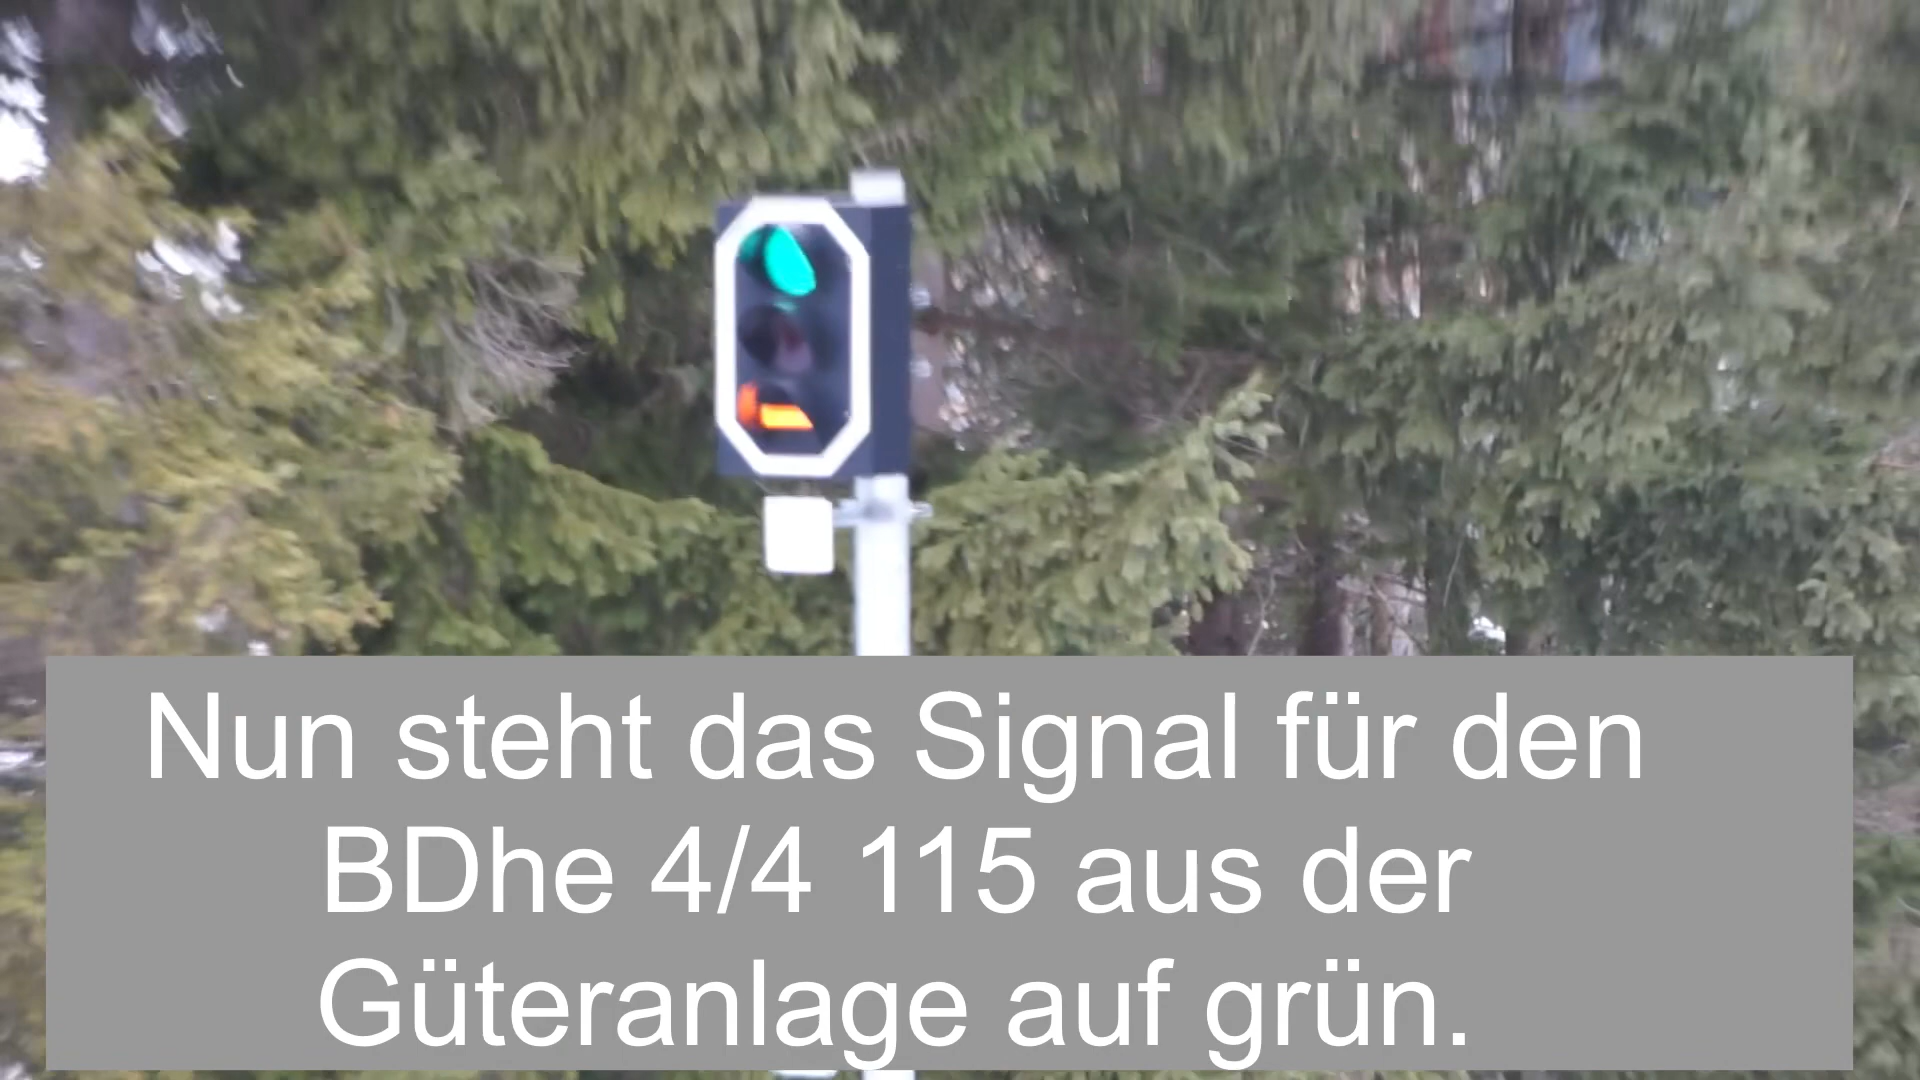 Nun steht das Signal für den
BDhe 4/4 115 aus der
Güteranlage auf grün.